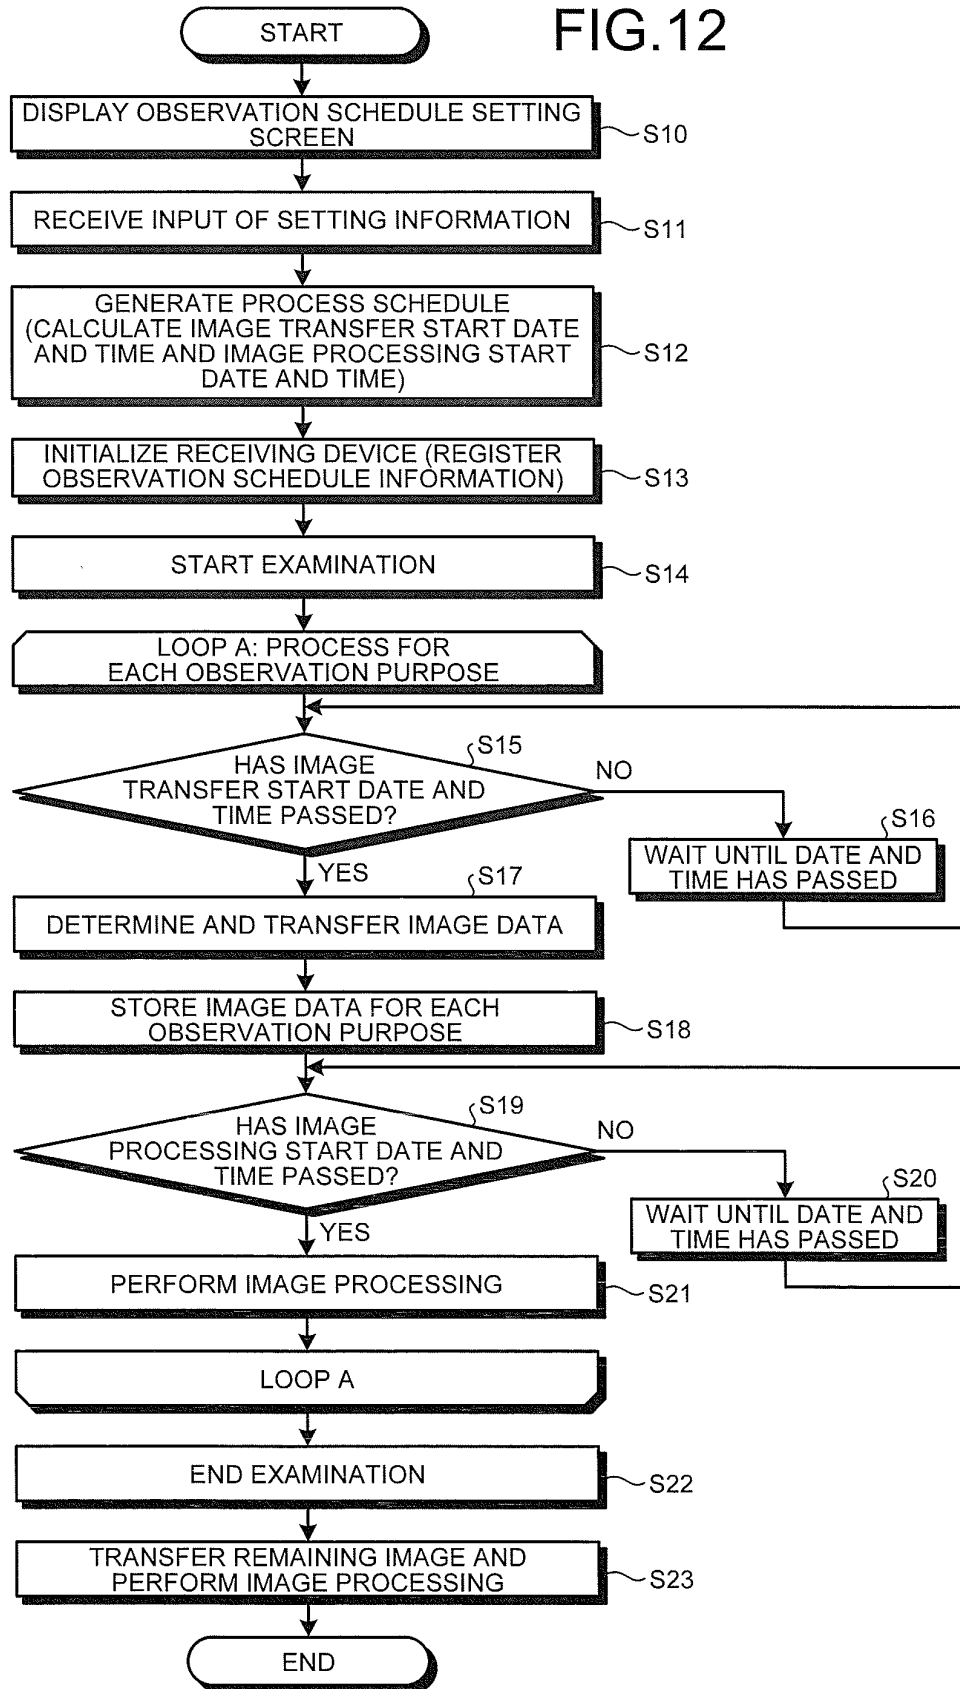 FIG.12
START
DISPLAY OBSERVATION SCHEDULE SETTING
SCREEN
S10
RECEIVE INPUT OF SETTING INFORMATION
S11
GENERATE PROCESS SCHEDULE
(CALCULATE IMAGE TRANSFER START DATE
AND TIME AND IMAGE PROCESSING START
DATE AND TIME)
S12
INITIALIZE RECEIVING DEVICE (REGISTER
OBSERVATION SCHEDULE INFORMATION)
S13
START EXAMINATION
S14
LOOP A: PROCESS FOR
EACH OBSERVATION PURPOSE
S15
HAS IMAGE
TRANSFER START DATE AND
TIME PASSED?
NO
S16
WAIT UNTIL DATE AND
TIME HAS PASSED
YES
S17
DETERMINE AND TRANSFER IMAGE DATA
STORE IMAGE DATA FOR EACH
OBSERVATION PURPOSE
S18
S19
HAS IMAGE
PROCESSING START DATE AND
TIME PASSED?
NO
S20
WAIT UNTIL DATE AND
TIME HAS PASSED
YES
PERFORM IMAGE PROCESSING
S21
LOOP A
END EXAMINATION
S22
TRANSFER REMAINING IMAGE AND
PERFORM IMAGE PROCESSING
S23
END